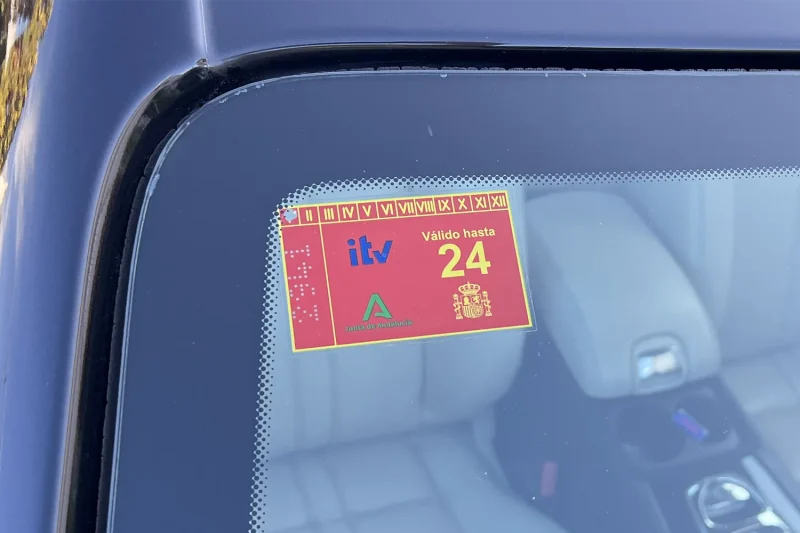 II III IV V VI VII VIII IX X XI XII
itv
Válido hasta
24
Junta de Andalucía